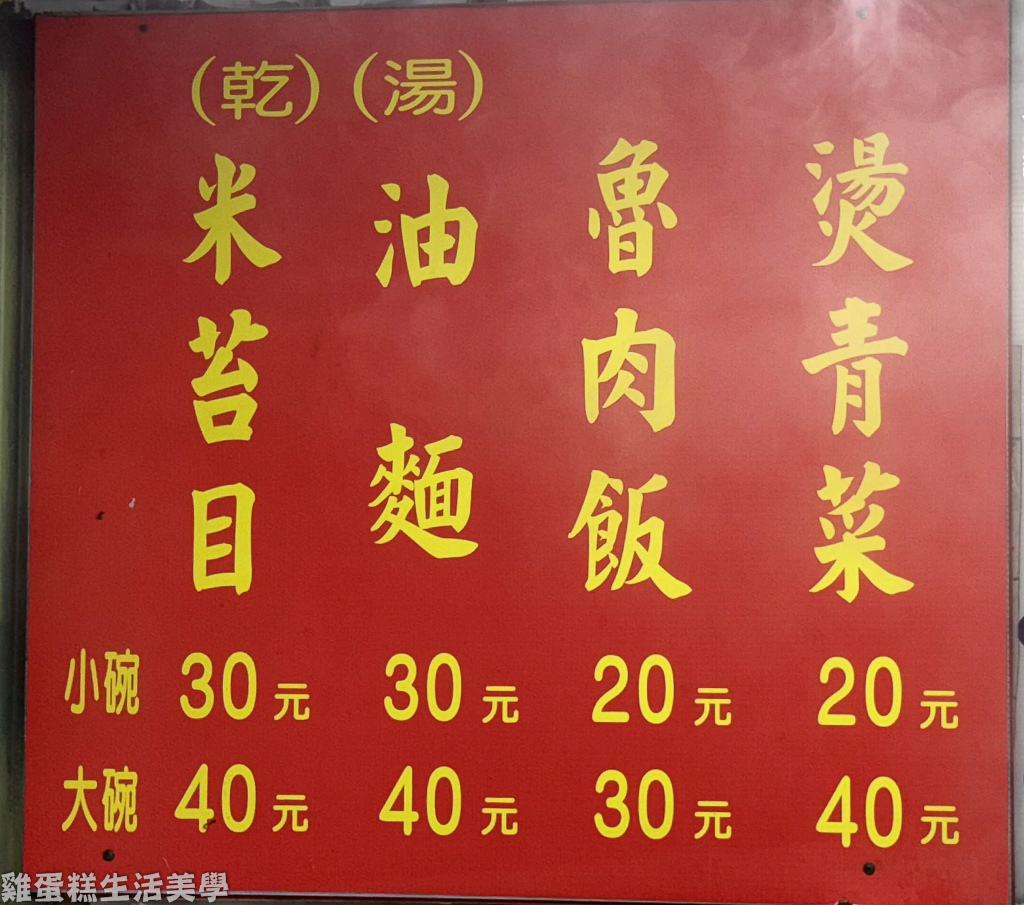 (乾)(湯)
米苔目
油麵
魯肉飯
燙青菜
小碗 30元 30元 20元 20元
大碗 40元 40元 30元 40元
雞蛋糕生活美學